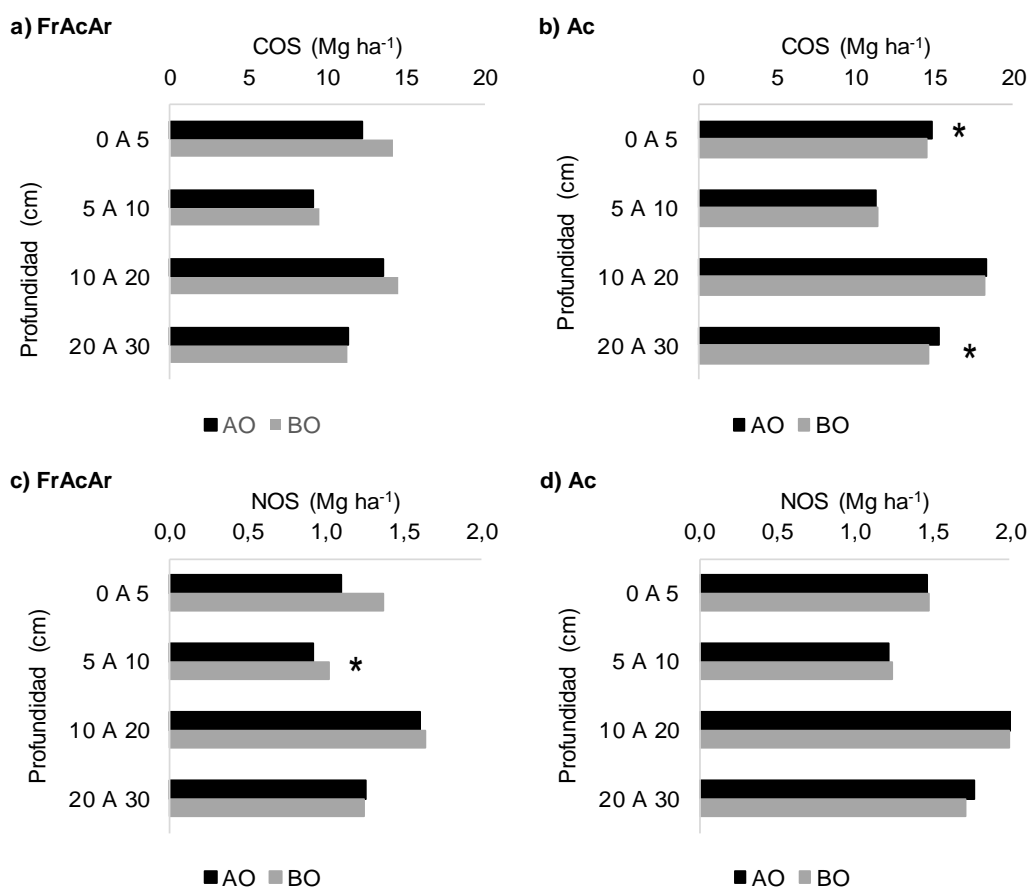 a) FrAcAr
COS (Mg ha⁻¹)
0 5 10 15 20
Profundidad (cm)
0 A 5
5 A 10
10 A 20
20 A 30
AO BO
b) Ac
COS (Mg ha⁻¹)
0 5 10 15 20
Profundidad (cm)
0 A 5
*
5 A 10
10 A 20
20 A 30
*
AO BO
c) FrAcAr
NOS (Mg ha⁻¹)
0,0 0,5 1,0 1,5 2,0
Profundidad (cm)
0 A 5
5 A 10
*
10 A 20
20 A 30
AO BO
d) Ac
NOS (Mg ha⁻¹)
0,0 0,5 1,0 1,5 2,0
Profundidad (cm)
0 A 5
5 A 10
10 A 20
20 A 30
AO BO